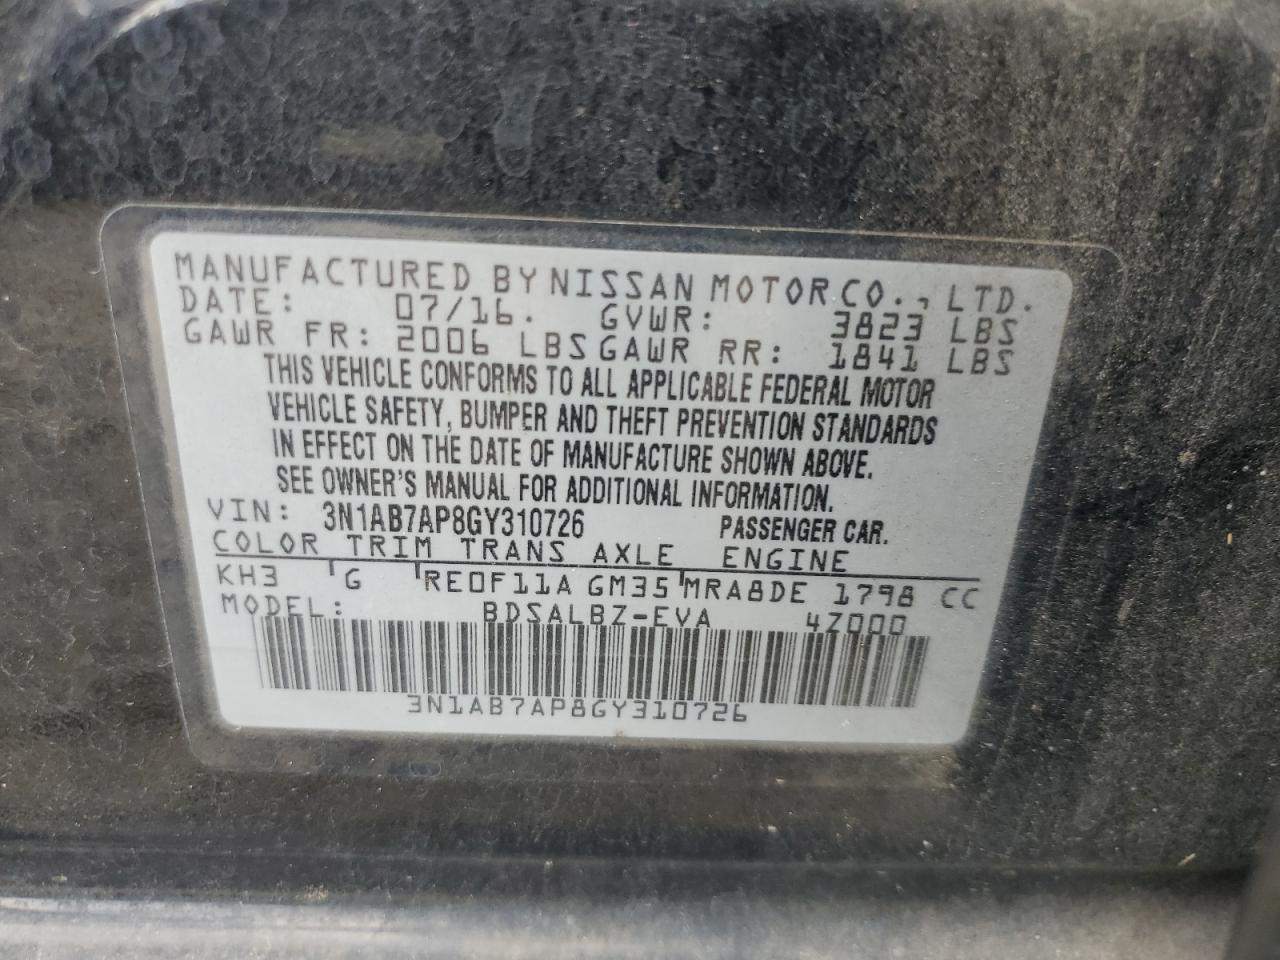 MANUFACTURED BY NISSAN MOTOR CO., LTD.
DATE: 07/16. GVWR: 3823 LBS
GAWR FR: 2006 LBS GAWR RR: 1841 LBS
THIS VEHICLE CONFORMS TO ALL APPLICABLE FEDERAL MOTOR
VEHICLE SAFETY, BUMPER AND THEFT PREVENTION STANDARDS
IN EFFECT ON THE DATE OF MANUFACTURE SHOWN ABOVE.
SEE OWNER'S MANUAL FOR ADDITIONAL INFORMATION.
VIN: 3N1AB7AP8GY310726 PASSENGER CAR.
COLOR TRIM TRANS AXLE ENGINE
KH3 G RE0F11A GM35 MRA8DE 1798 CC
MODEL: BDSALBZ-EVA 4Z000
3N1AB7AP8GY310726